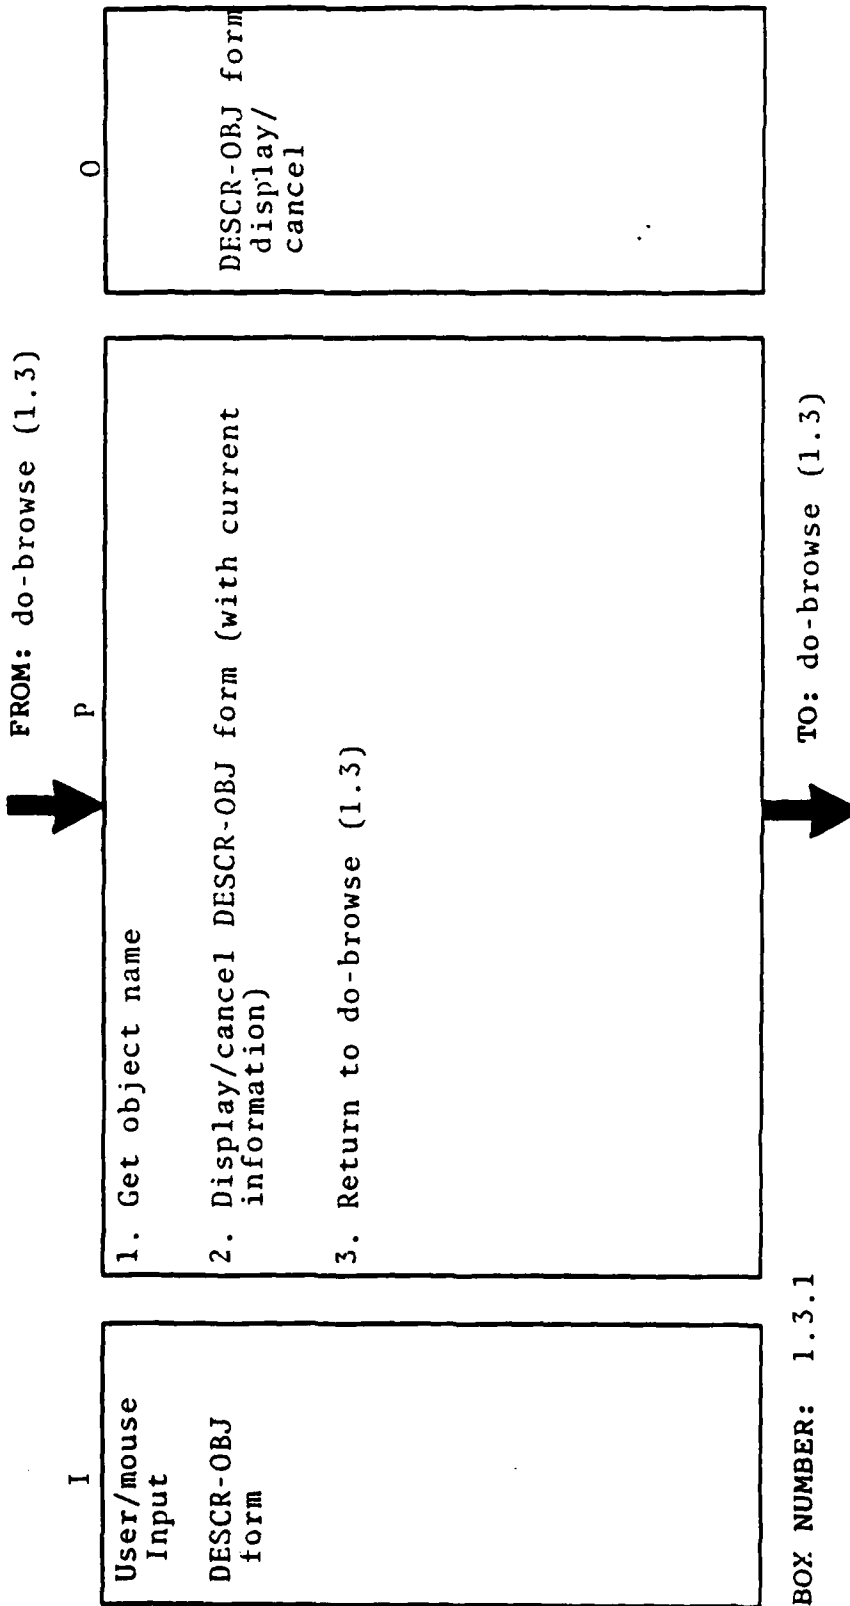 FROM: do-browse (1.3)
I
P
O
User/mouse
Input
DESCR-OBJ
form
1. Get object name
2. Display/cancel DESCR-OBJ form (with current
information)
3. Return to do-browse (1.3)
DESCR-OBJ form
display/
cancel
BOX NUMBER: 1.3.1
TO: do-browse (1.3)